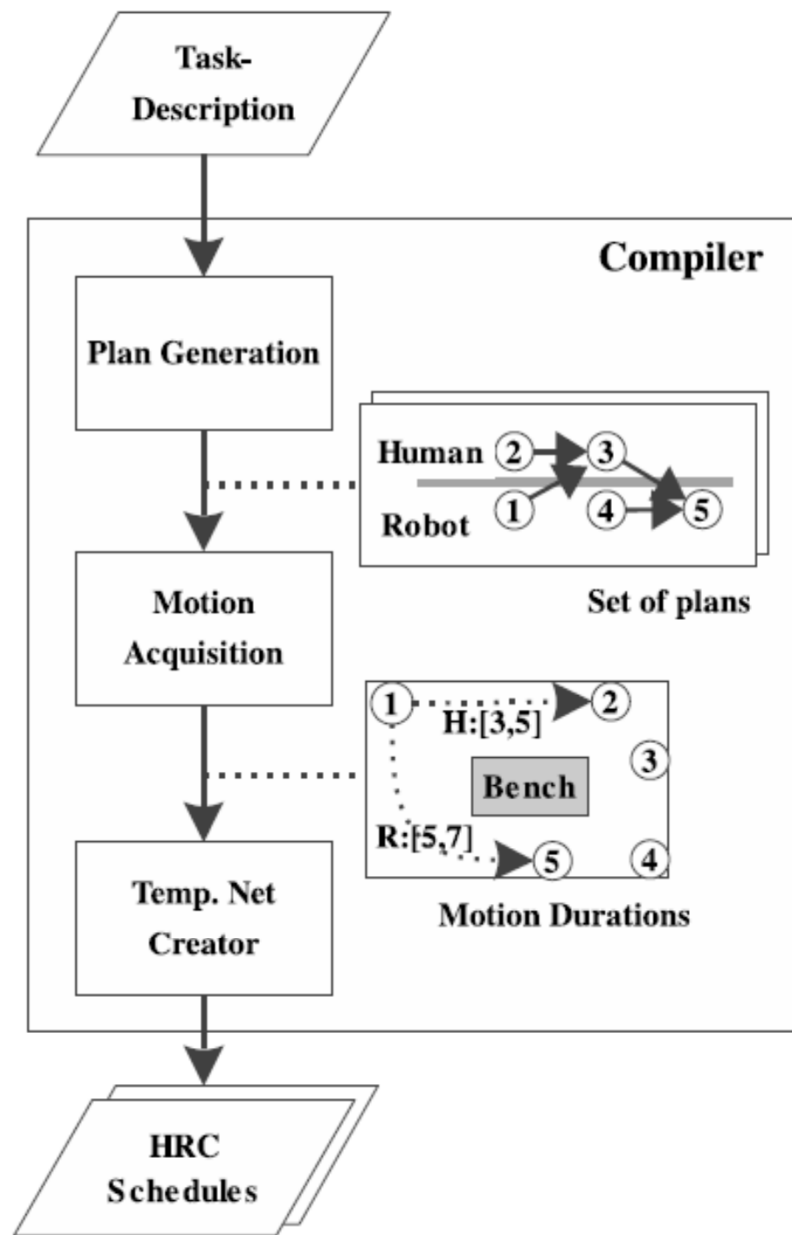 Task-
Description
Compiler
Plan Generation
Human 2 3
Robot 1 4 5
Set of plans
Motion
Acquisition
1 2
H:[3,5]
3
Bench
R:[5,7]
5 4
Motion Durations
Temp. Net
Creator
HRC
Schedules